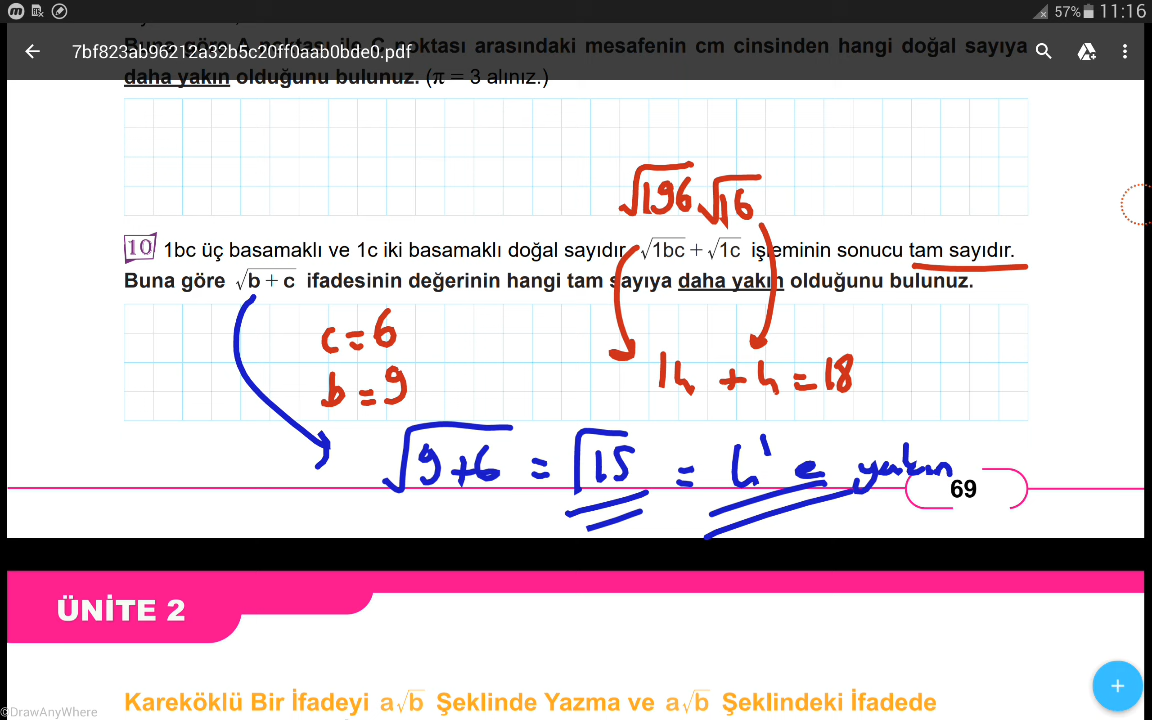 57% 11:16
Buna göre A noktası ile C noktası arasındaki mesafenin cm cinsinden hangi doğal sayıya
7bf823ab96212a32b5c20ff0aab0bde0.pdf
daha yakın olduğunu bulunuz. (π = 3 alınız.)
√196 √16
10 1bc üç basamaklı ve 1c iki basamaklı doğal sayıdır. √1bc + √1c işleminin sonucu tam sayıdır.
Buna göre √b + c ifadesinin değerinin hangi tam sayıya daha yakın olduğunu bulunuz.
c = 6
b = 9
14 + 4 = 18
√9+6 = √15 = 4' e yakın
69
ÜNİTE 2
Kareköklü Bir İfadeyi a√b Şeklinde Yazma ve a√b Şeklindeki İfadede
©DrawAnyWhere